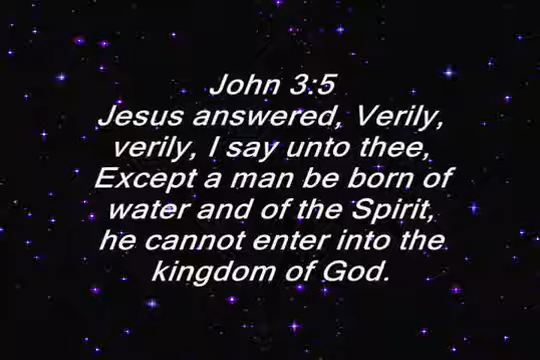 John 3:5
Jesus answered, Verily,
verily, I say unto thee,
Except a man be born of
water and of the Spirit,
he cannot enter into the
kingdom of God.